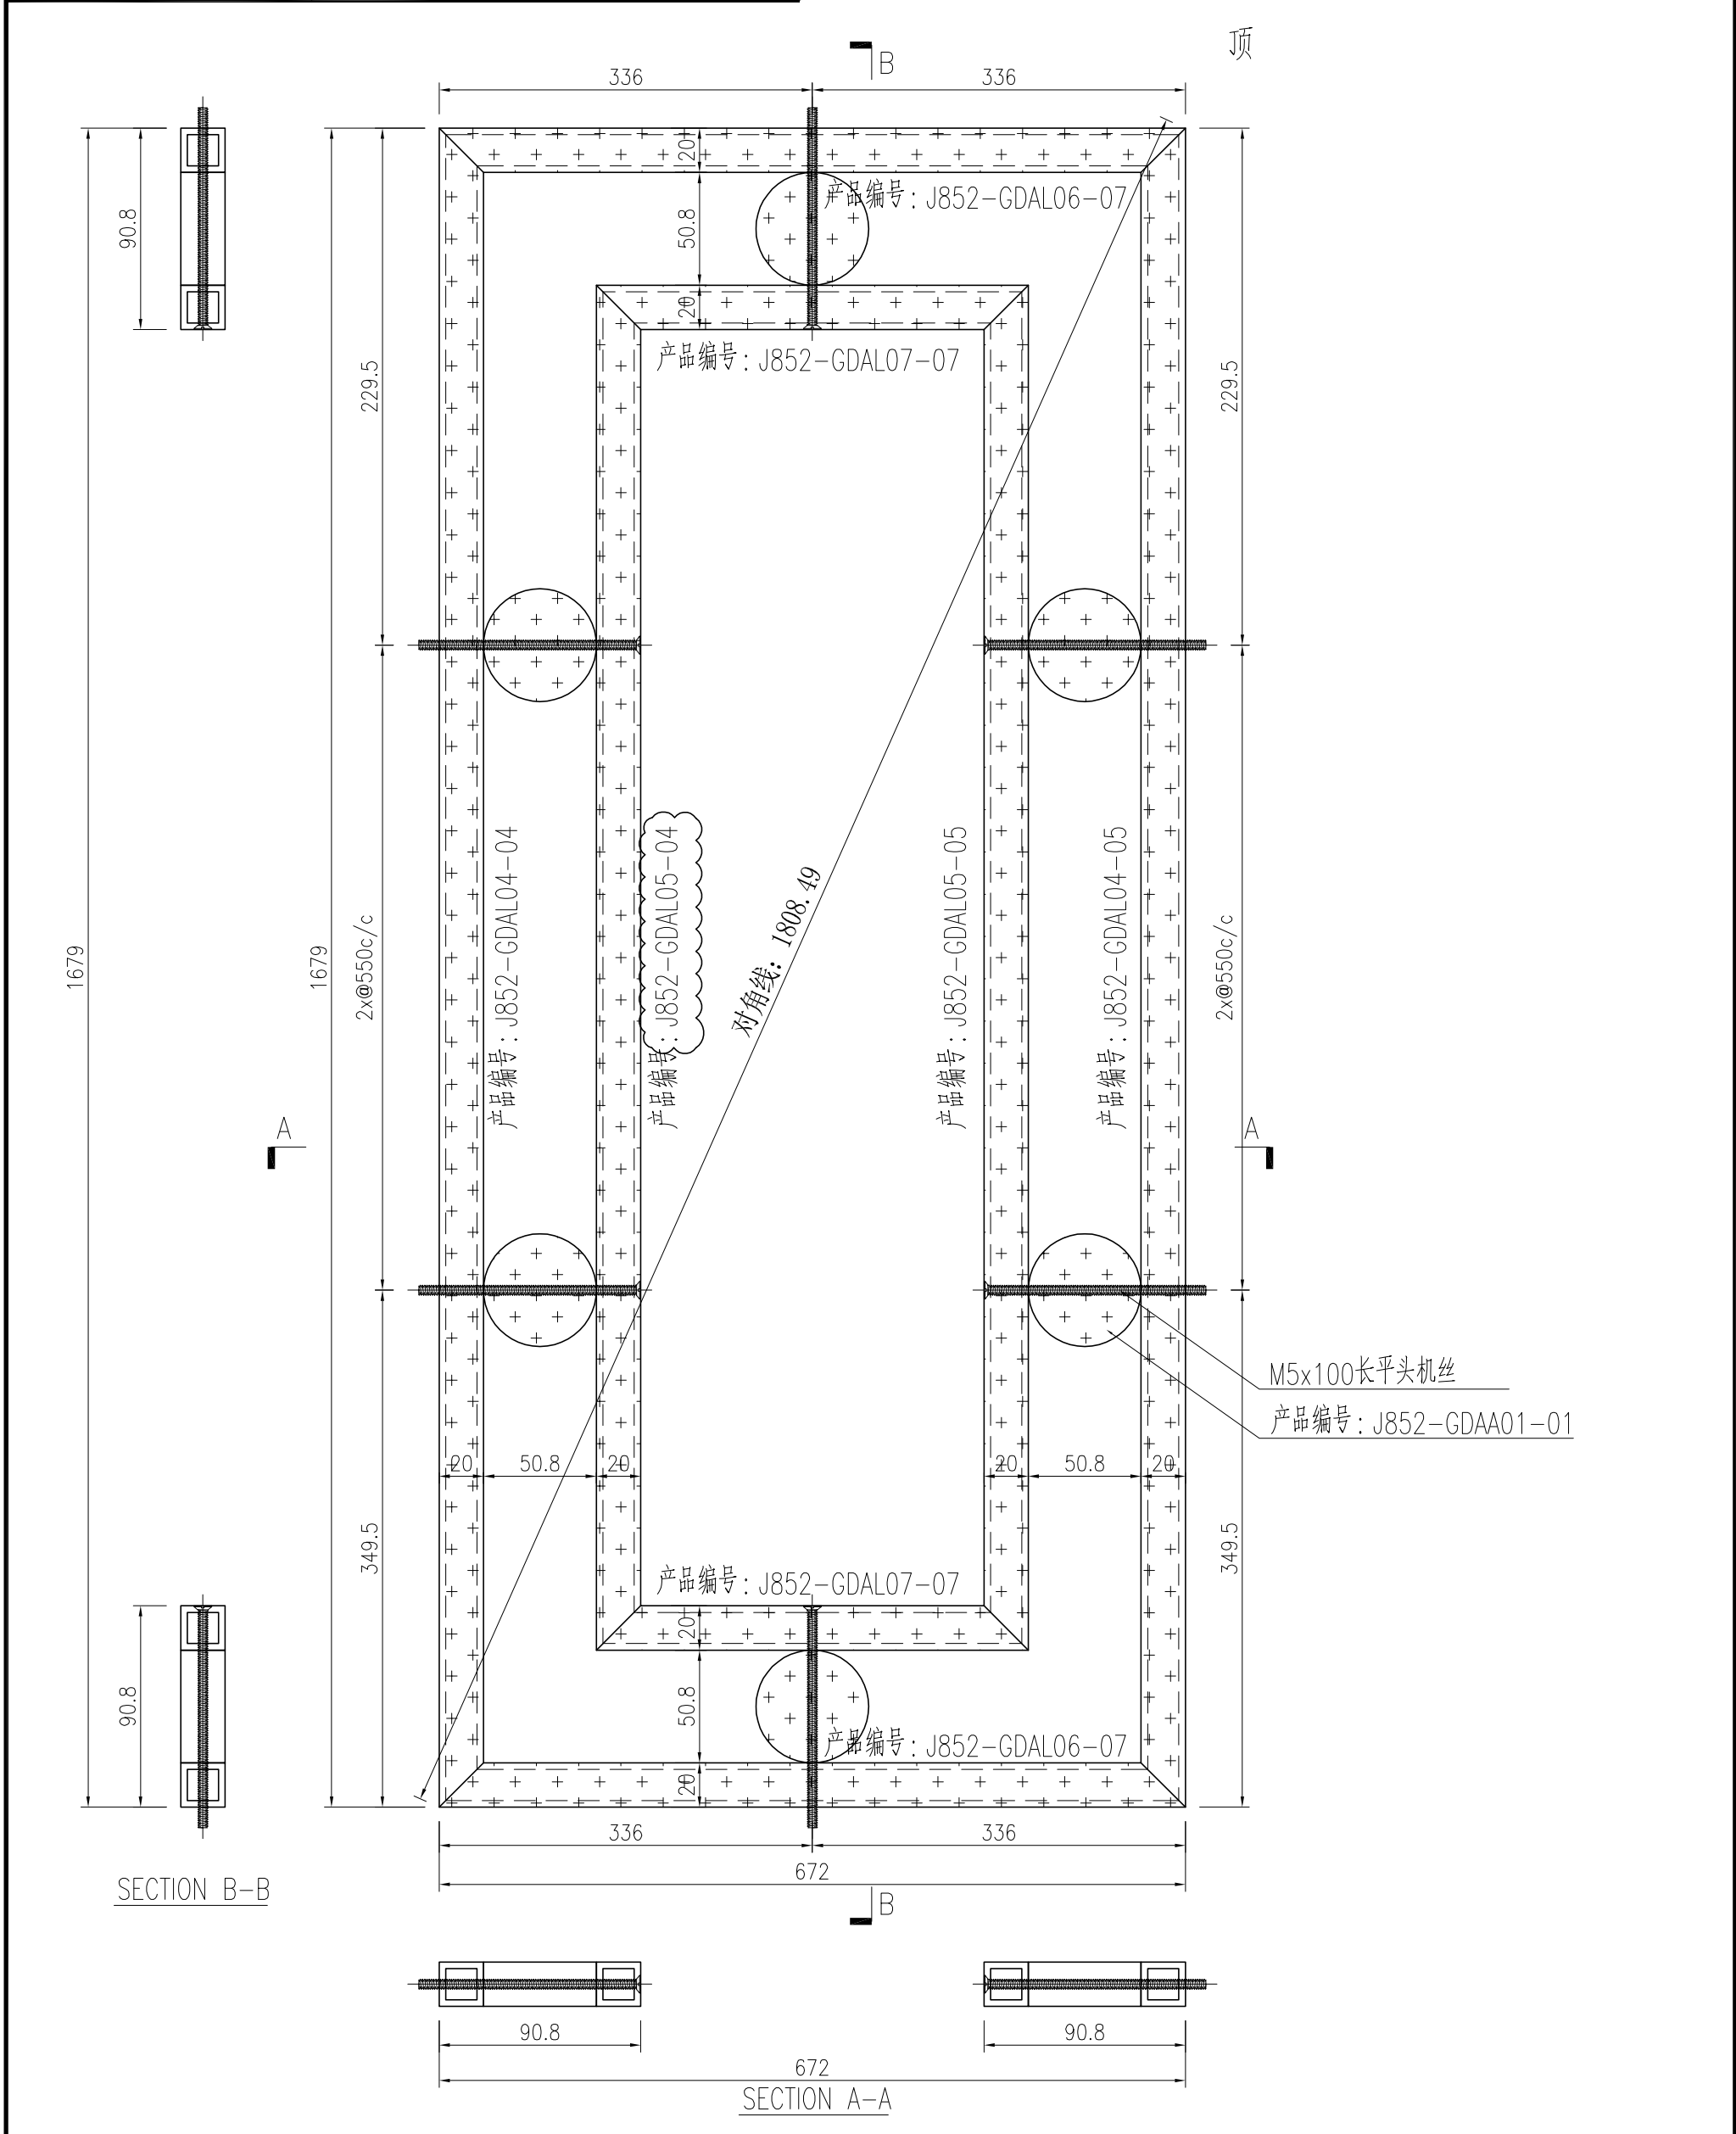 顶
B
336
336
20
产品编号：J852-GDAL06-07
90.8
50.8
20
产品编号：J852-GDAL07-07
229.5
229.5
1679
1679
2x@550c/c
产品编号：J852-GDAL04-04
产品编号：J852-GDAL05-04
对角线：1808.49
产品编号：J852-GDAL05-05
产品编号：J852-GDAL04-05
2x@550c/c
A
A
M5x100长平头机丝
产品编号：J852-GDAA01-01
20
50.8
20
20
50.8
20
349.5
349.5
产品编号：J852-GDAL07-07
20
90.8
50.8
产品编号：J852-GDAL06-07
20
336
336
672
SECTION B-B
B
90.8
90.8
672
SECTION A-A